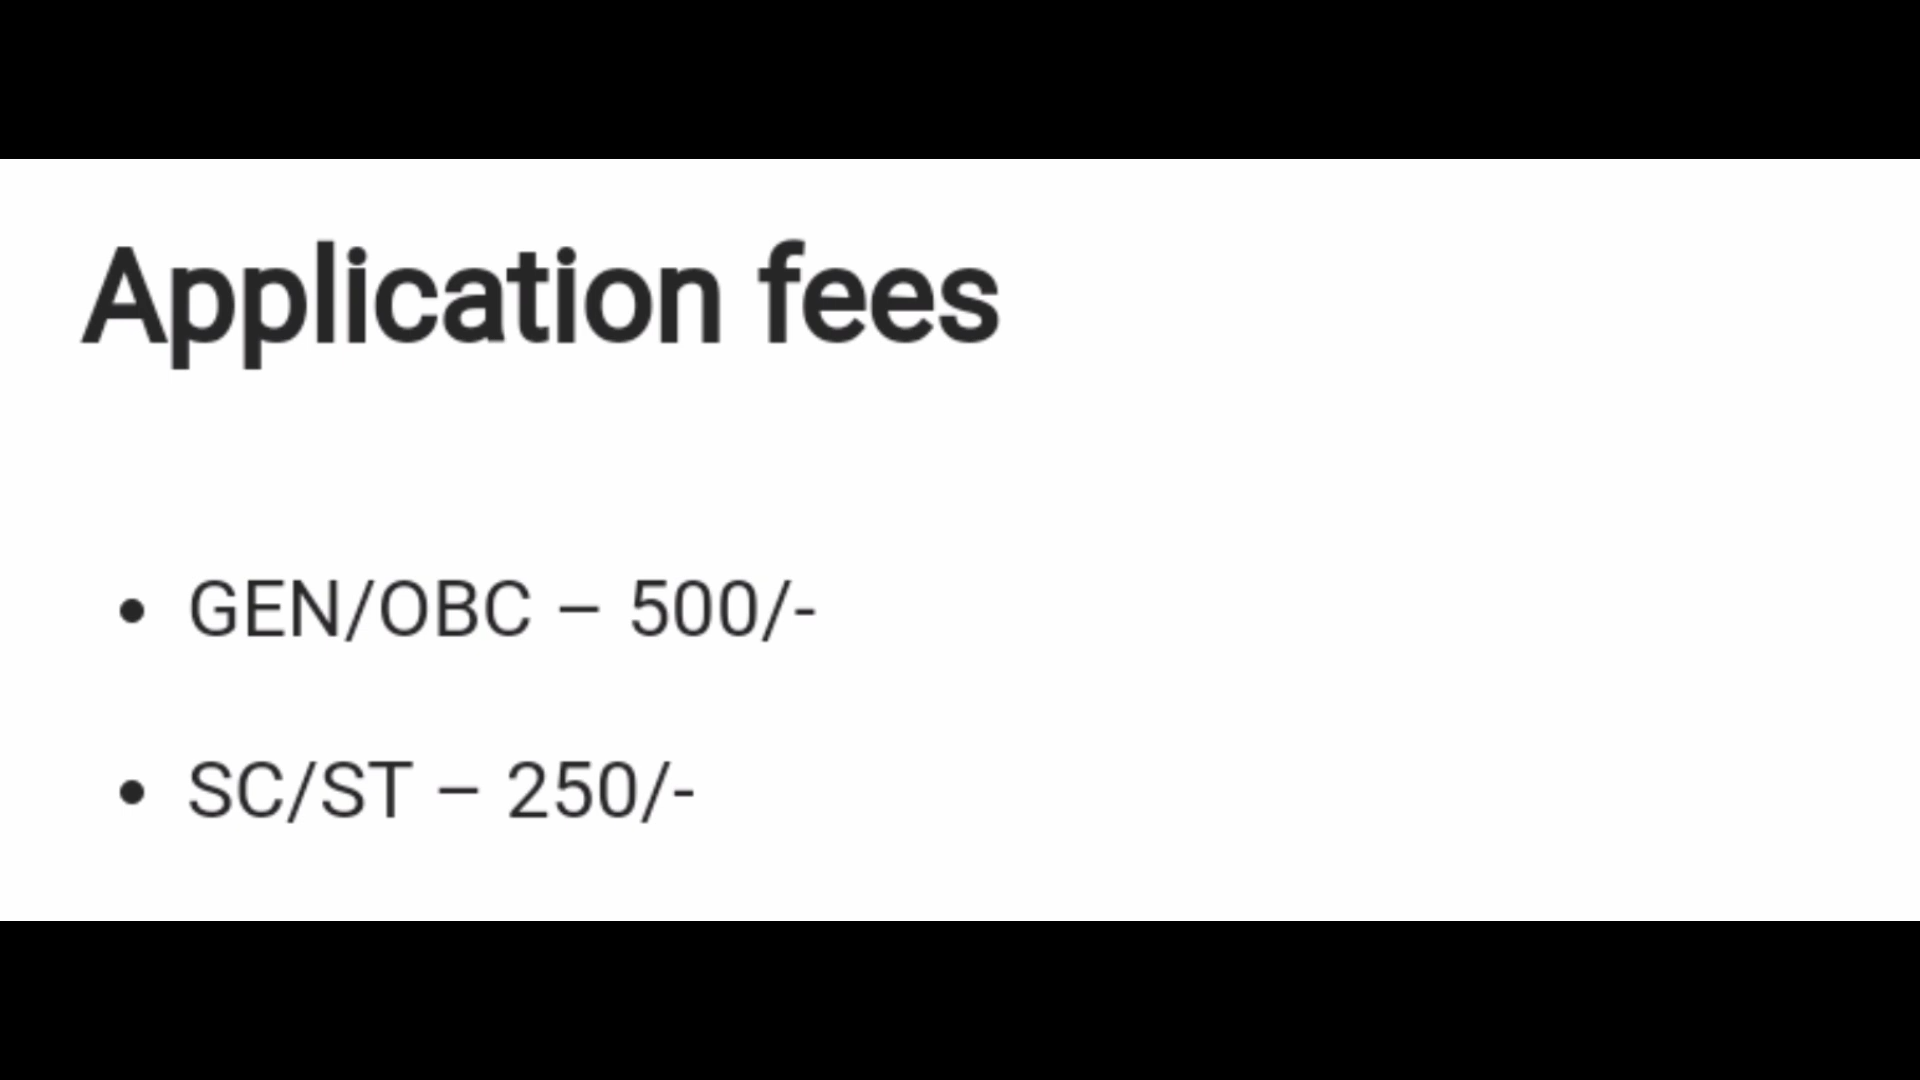 Application fees
• GEN/OBC – 500/-
• SC/ST – 250/-